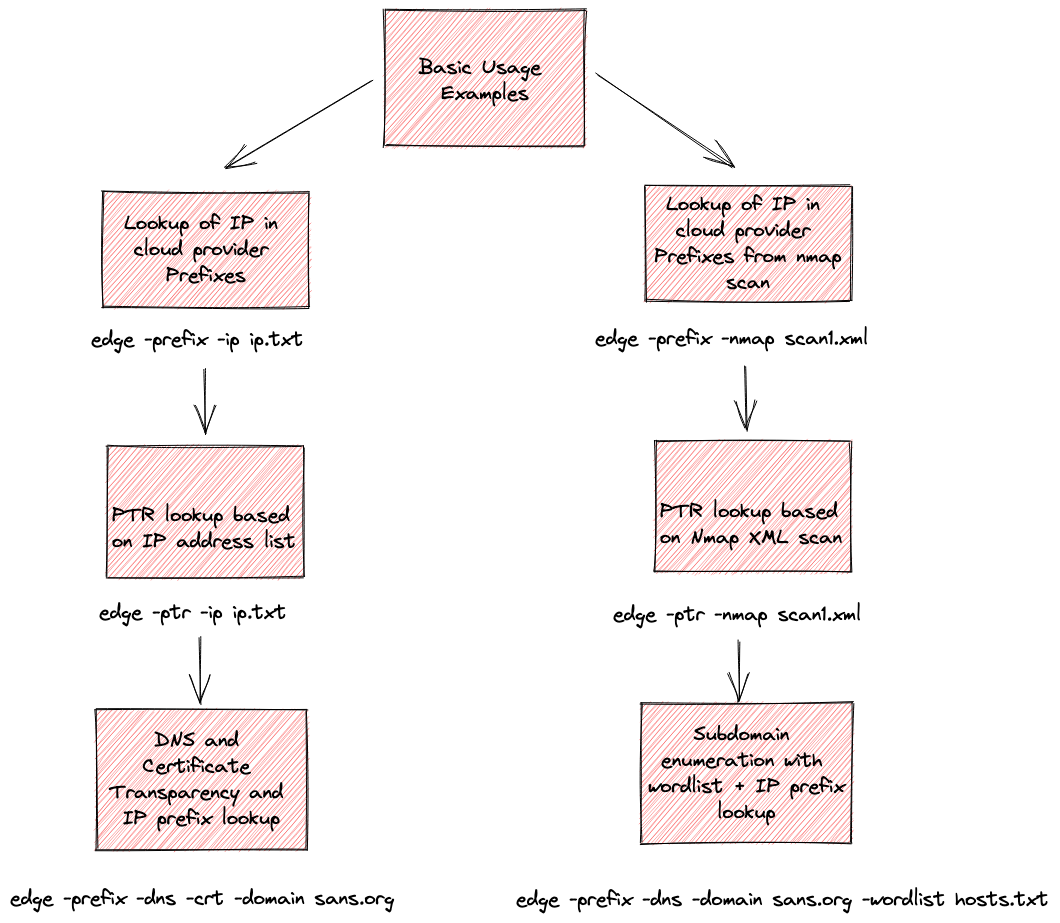 Basic Usage
Examples
Lookup of IP in
cloud provider
Prefixes
edge -prefix -ip ip.txt
PTR lookup based
on IP address list
edge -ptr -ip ip.txt
DNS and
Certificate
Transparency and
IP prefix lookup
edge -prefix -dns -crt -domain sans.org
Lookup of IP in
cloud provider
Prefixes from nmap
scan
edge -prefix -nmap scan1.xml
PTR lookup based
on Nmap XML scan
edge -ptr -nmap scan1.xml
Subdomain
enumeration with
wordlist + IP prefix
lookup
edge -prefix -dns -domain sans.org -wordlist hosts.txt